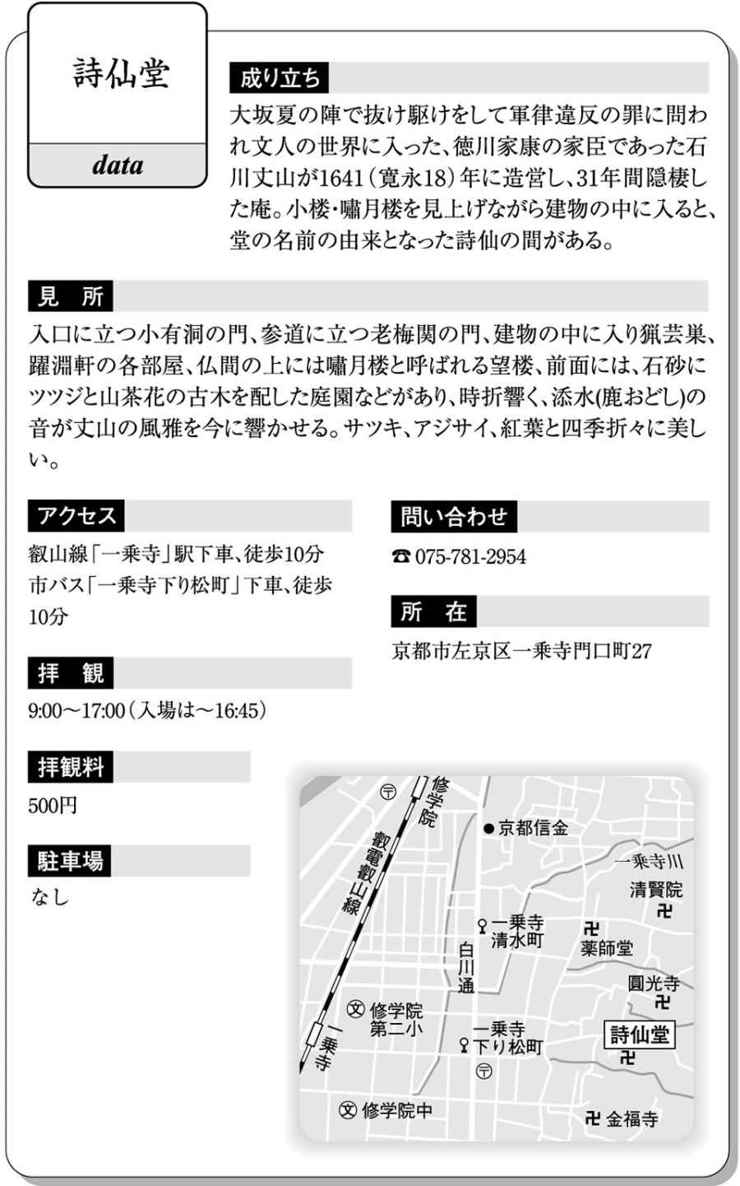 詩仙堂
data
成り立ち
大坂夏の陣で抜け駆けをして軍律違反の罪に問わ
れ文人の世界に入った、徳川家康の家臣であった石
川丈山が1641（寛永18）年に造営し、31年間隠棲し
た庵。小楼・嘯月楼を見上げながら建物の中に入ると、
堂の名前の由来となった詩仙の間がある。
見　所
入口に立つ小有洞の門、参道に立つ老梅関の門、建物の中に入り猟芸巣、
躍淵軒の各部屋、仏間の上には嘯月楼と呼ばれる望楼、前面には、石砂に
ツツジと山茶花の古木を配した庭園などがあり、時折響く、添水(鹿おどし)の
音が丈山の風雅を今に響かせる。サツキ、アジサイ、紅葉と四季折々に美し
い。
アクセス
叡山線「一乗寺」駅下車、徒歩10分
市バス「一乗寺下り松町」下車、徒歩
10分
問い合わせ
☎075-781-2954
所　在
京都市左京区一乗寺門口町27
拝　観
9:00〜17:00（入場は〜16:45）
拝観料
500円
駐車場
なし
修学院
〒
京都信金
叡電叡山線
一乗寺川
清賢院
卍
一乗寺
清水町
卍
薬師堂
白川通
圓光寺
卍
文 修学院
第二小
一乗寺
下り松町
〒
詩仙堂
卍
一乗寺
文 修学院中
卍 金福寺